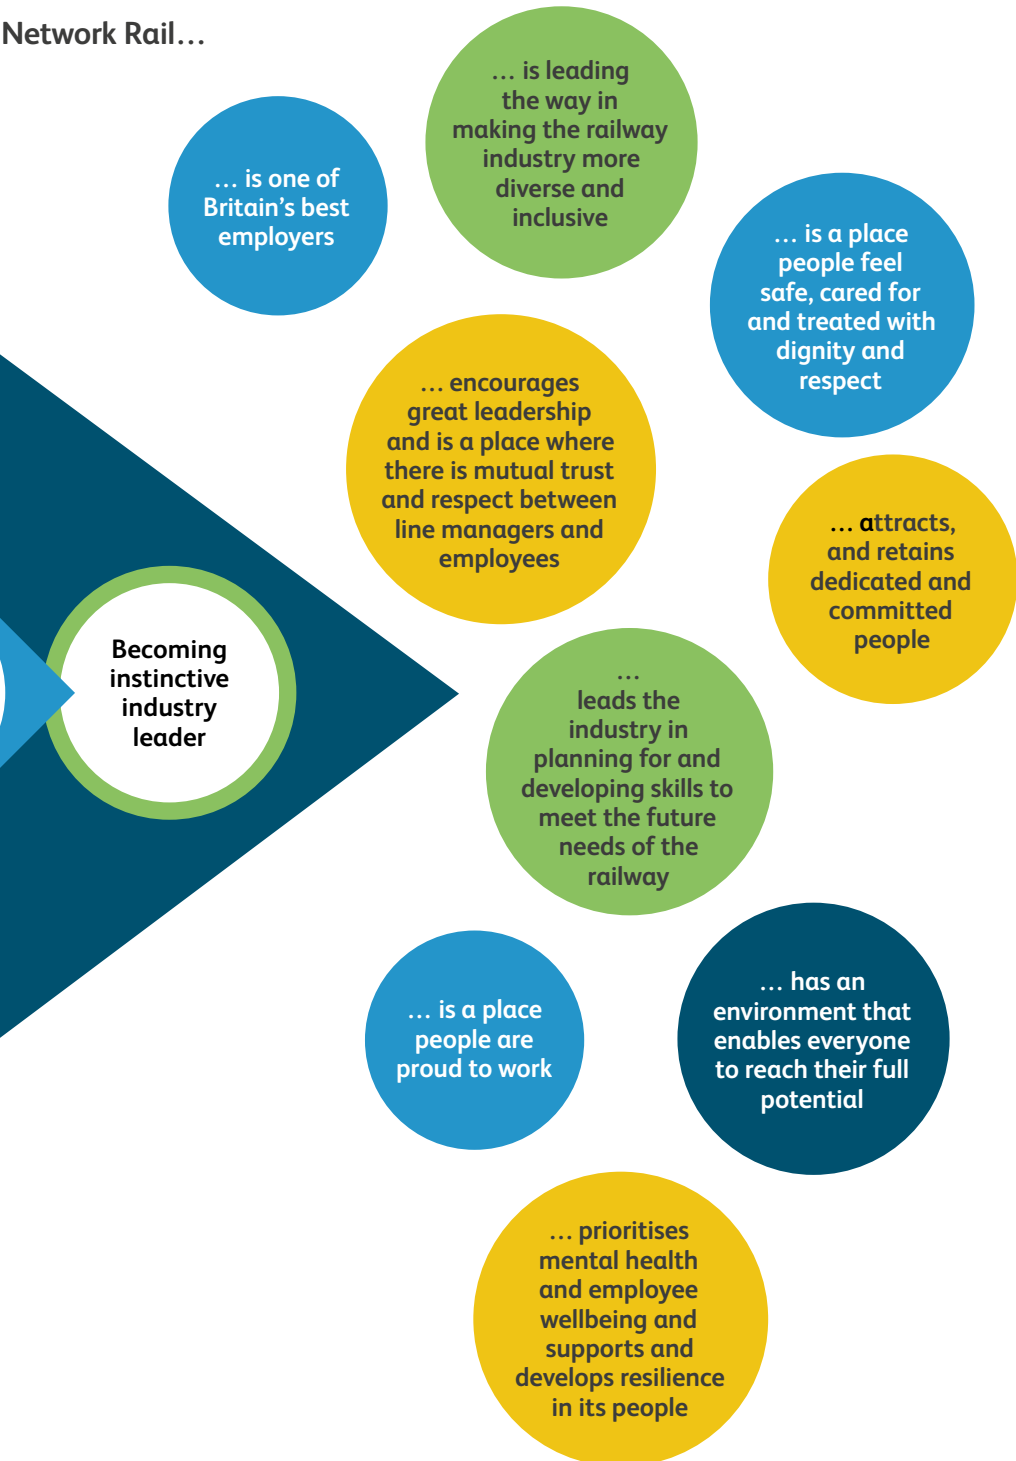 Network Rail…
… is leading
the way in
making the railway
industry more
diverse and
inclusive
… is one of
Britain’s best
employers
… is a place
people feel
safe, cared for
and treated with
dignity and
respect
… encourages
great leadership
and is a place where
there is mutual trust
and respect between
line managers and
employees
… attracts,
and retains
dedicated and
committed
people
Becoming
instinctive
industry
leader
…
leads the
industry in
planning for and
developing skills to
meet the future
needs of the
railway
… is a place
people are
proud to work
… has an
environment that
enables everyone
to reach their full
potential
… prioritises
mental health
and employee
wellbeing and
supports and
develops resilience
in its people